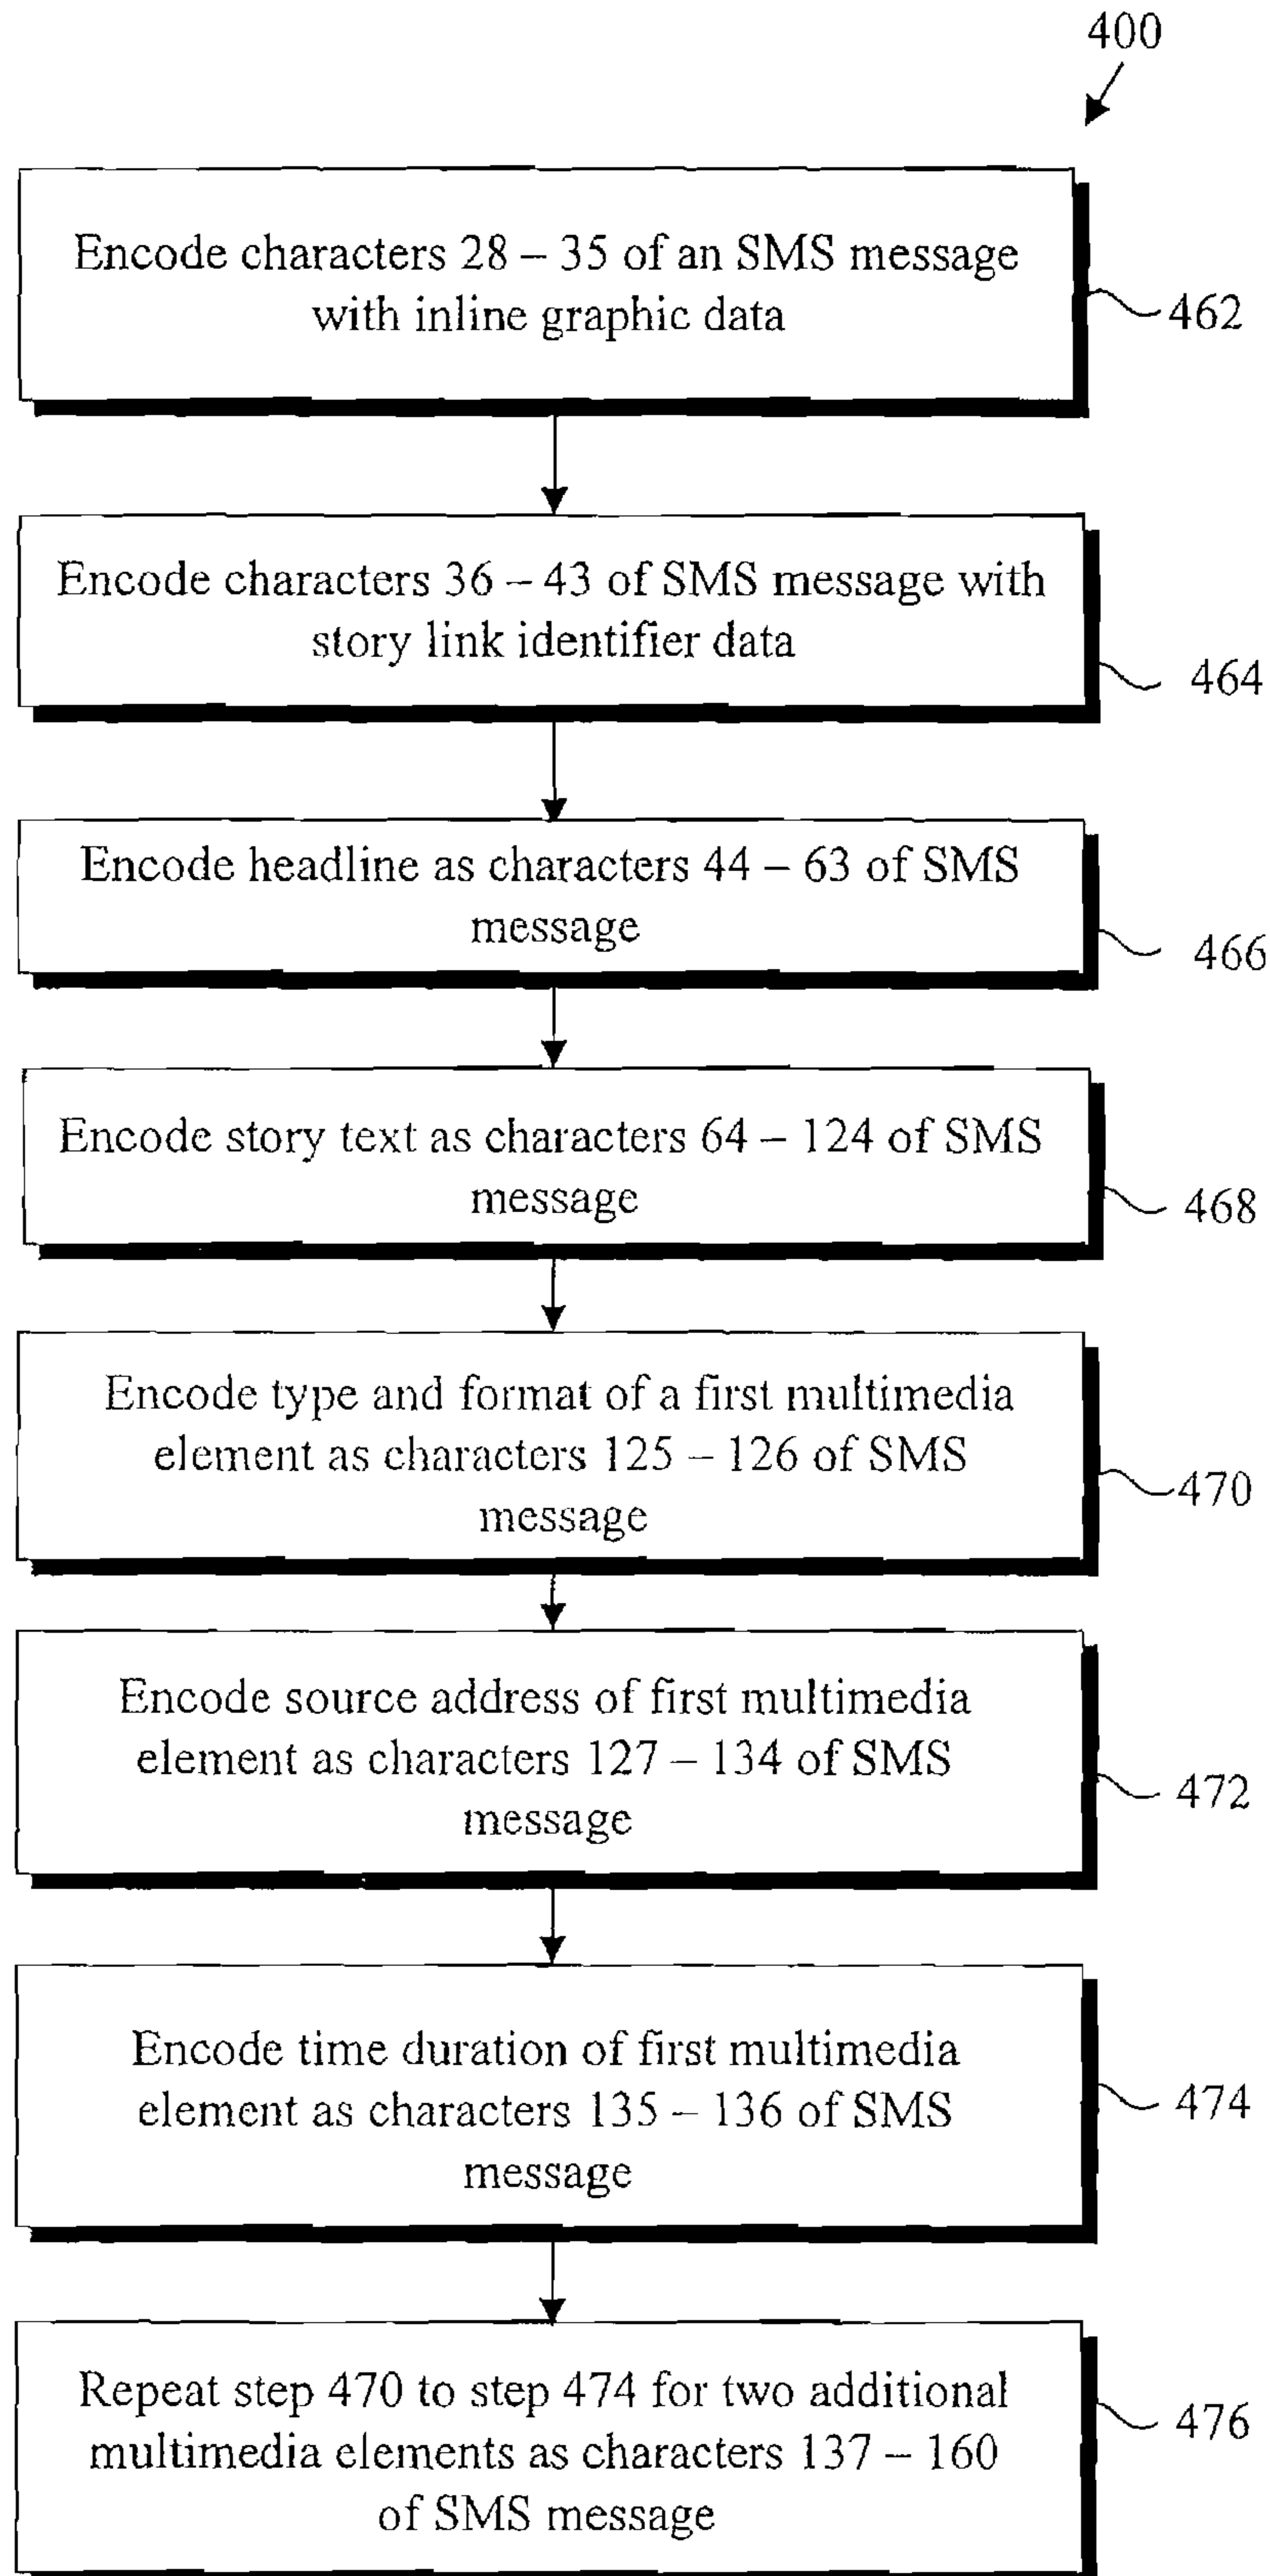 400
Encode characters 28 – 35 of an SMS message
with inline graphic data
462
Encode characters 36 – 43 of SMS message with
story link identifier data
464
Encode headline as characters 44 – 63 of SMS
message
466
Encode story text as characters 64 – 124 of SMS
message
468
Encode type and format of a first multimedia
element as characters 125 – 126 of SMS
message
470
Encode source address of first multimedia
element as characters 127 – 134 of SMS
message
472
Encode time duration of first multimedia
element as characters 135 – 136 of SMS
message
474
Repeat step 470 to step 474 for two additional
multimedia elements as characters 137 – 160
of SMS message
476